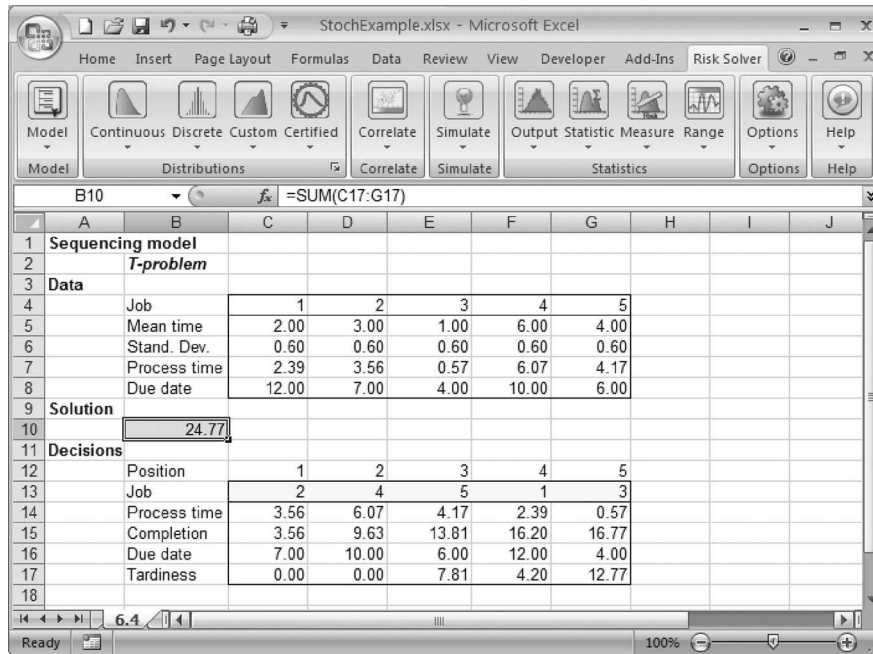 StochExample.xlsx - Microsoft Excel
Home Insert Page Layout Formulas Data Review View Developer Add-Ins Risk Solver
Model Continuous Discrete Custom Certified Correlate Simulate Output Statistic Measure Range Options Help
Model Distributions Correlate Simulate Statistics Options Help
B10 fx =SUM(C17:G17)
A B C D E F G H I J
1 Sequencing model
2 T-problem
3 Data
4 Job 1 2 3 4 5
5 Mean time 2.00 3.00 1.00 6.00 4.00
6 Stand. Dev. 0.60 0.60 0.60 0.60 0.60
7 Process time 2.39 3.56 0.57 6.07 4.17
8 Due date 12.00 7.00 4.00 10.00 6.00
9 Solution
10 24.77
11 Decisions
12 Position 1 2 3 4 5
13 Job 2 4 5 1 3
14 Process time 3.56 6.07 4.17 2.39 0.57
15 Completion 3.56 9.63 13.81 16.20 16.77
16 Due date 7.00 10.00 6.00 12.00 4.00
17 Tardiness 0.00 0.00 7.81 4.20 12.77
18
6.4
Ready 100%